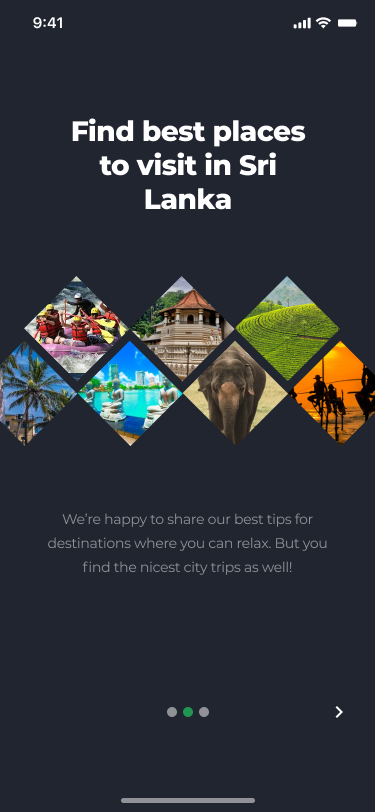 9:41
Find best places
to visit in Sri
Lanka
We’re happy to share our best tips for
destinations where you can relax. But you
find the nicest city trips as well!